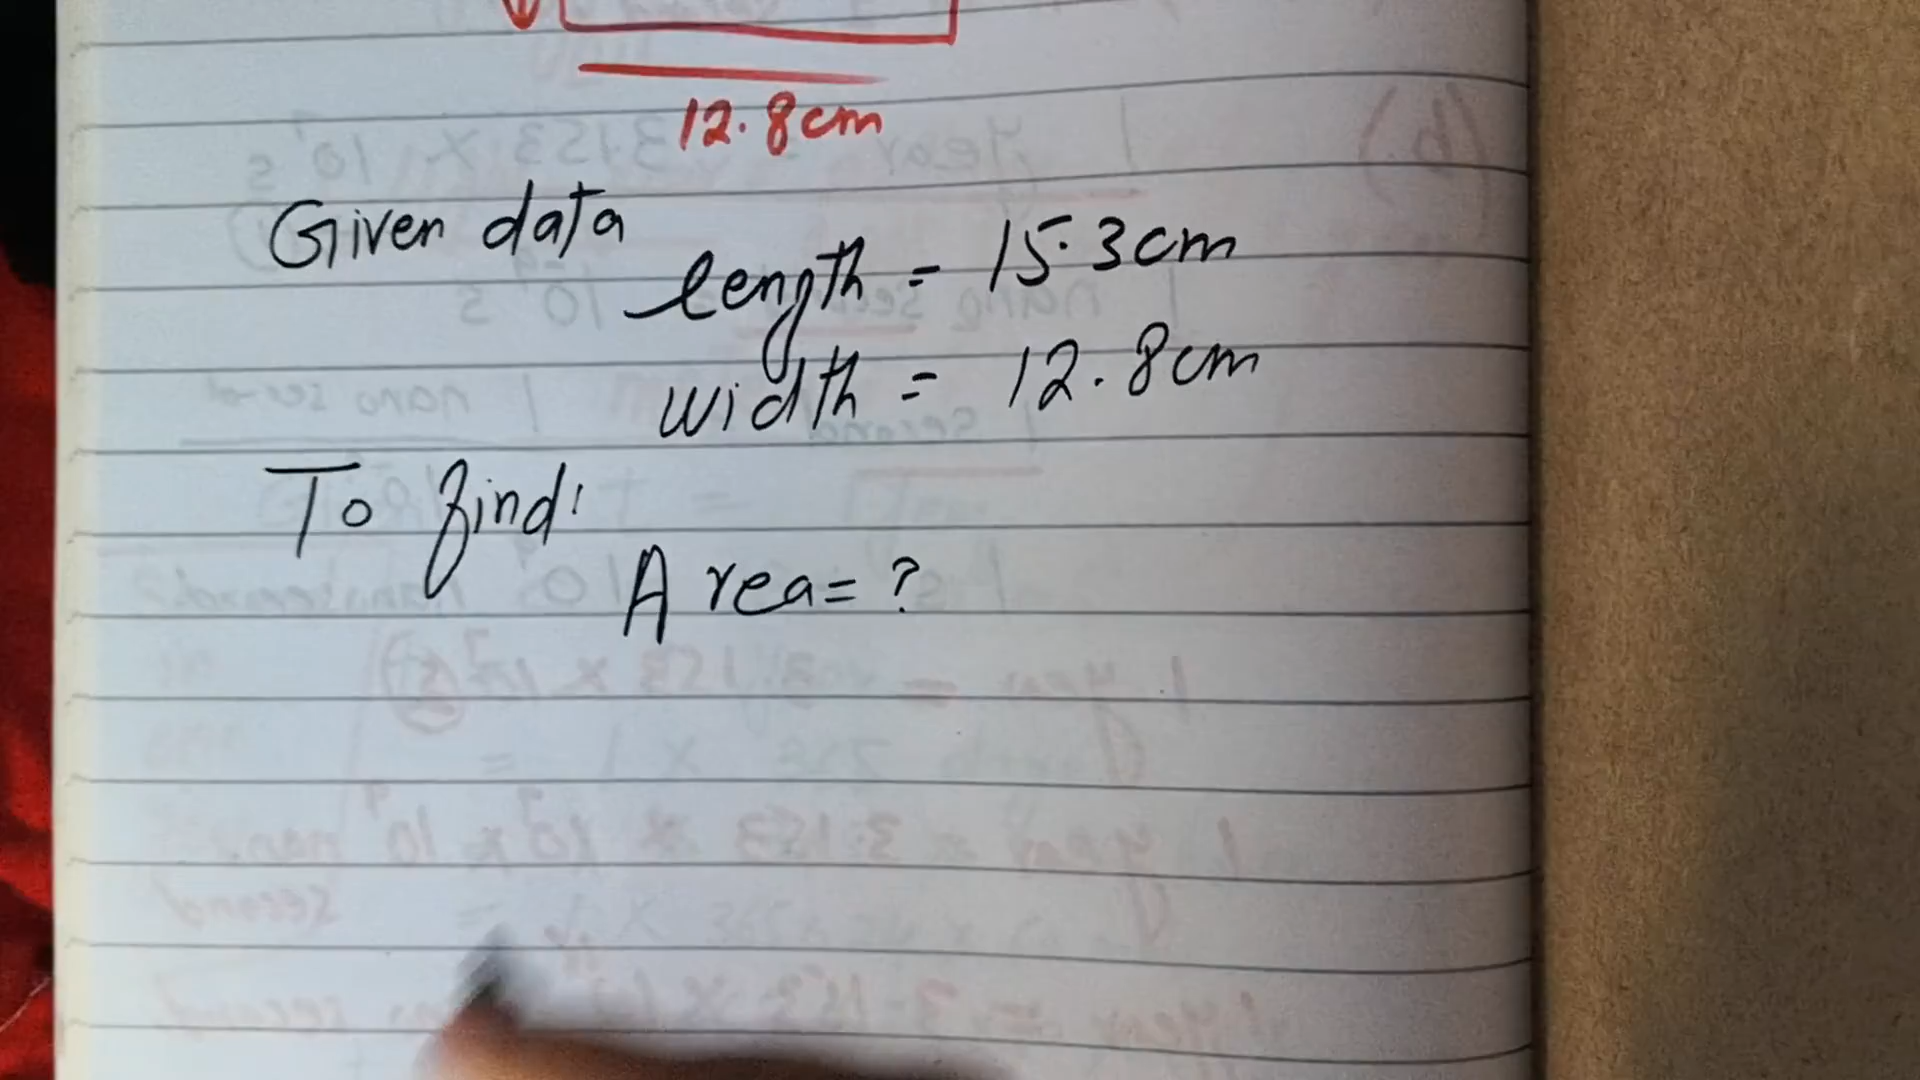 12.8cm
Given data
length = 15.3cm
width = 12.8cm
To find:
Area= ?